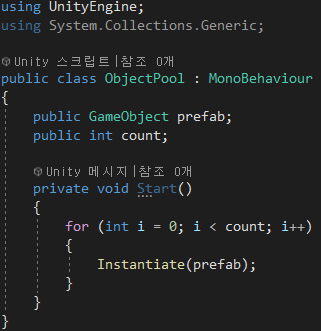 using UnityEngine;
using System.Collections.Generic;
Unity 스크립트|참조 0개
public class ObjectPool : MonoBehaviour
{
public GameObject prefab;
public int count;
Unity 메시지|참조 0개
private void Start()
{
for (int i = 0; i < count; i++)
{
Instantiate(prefab);
}
}
}